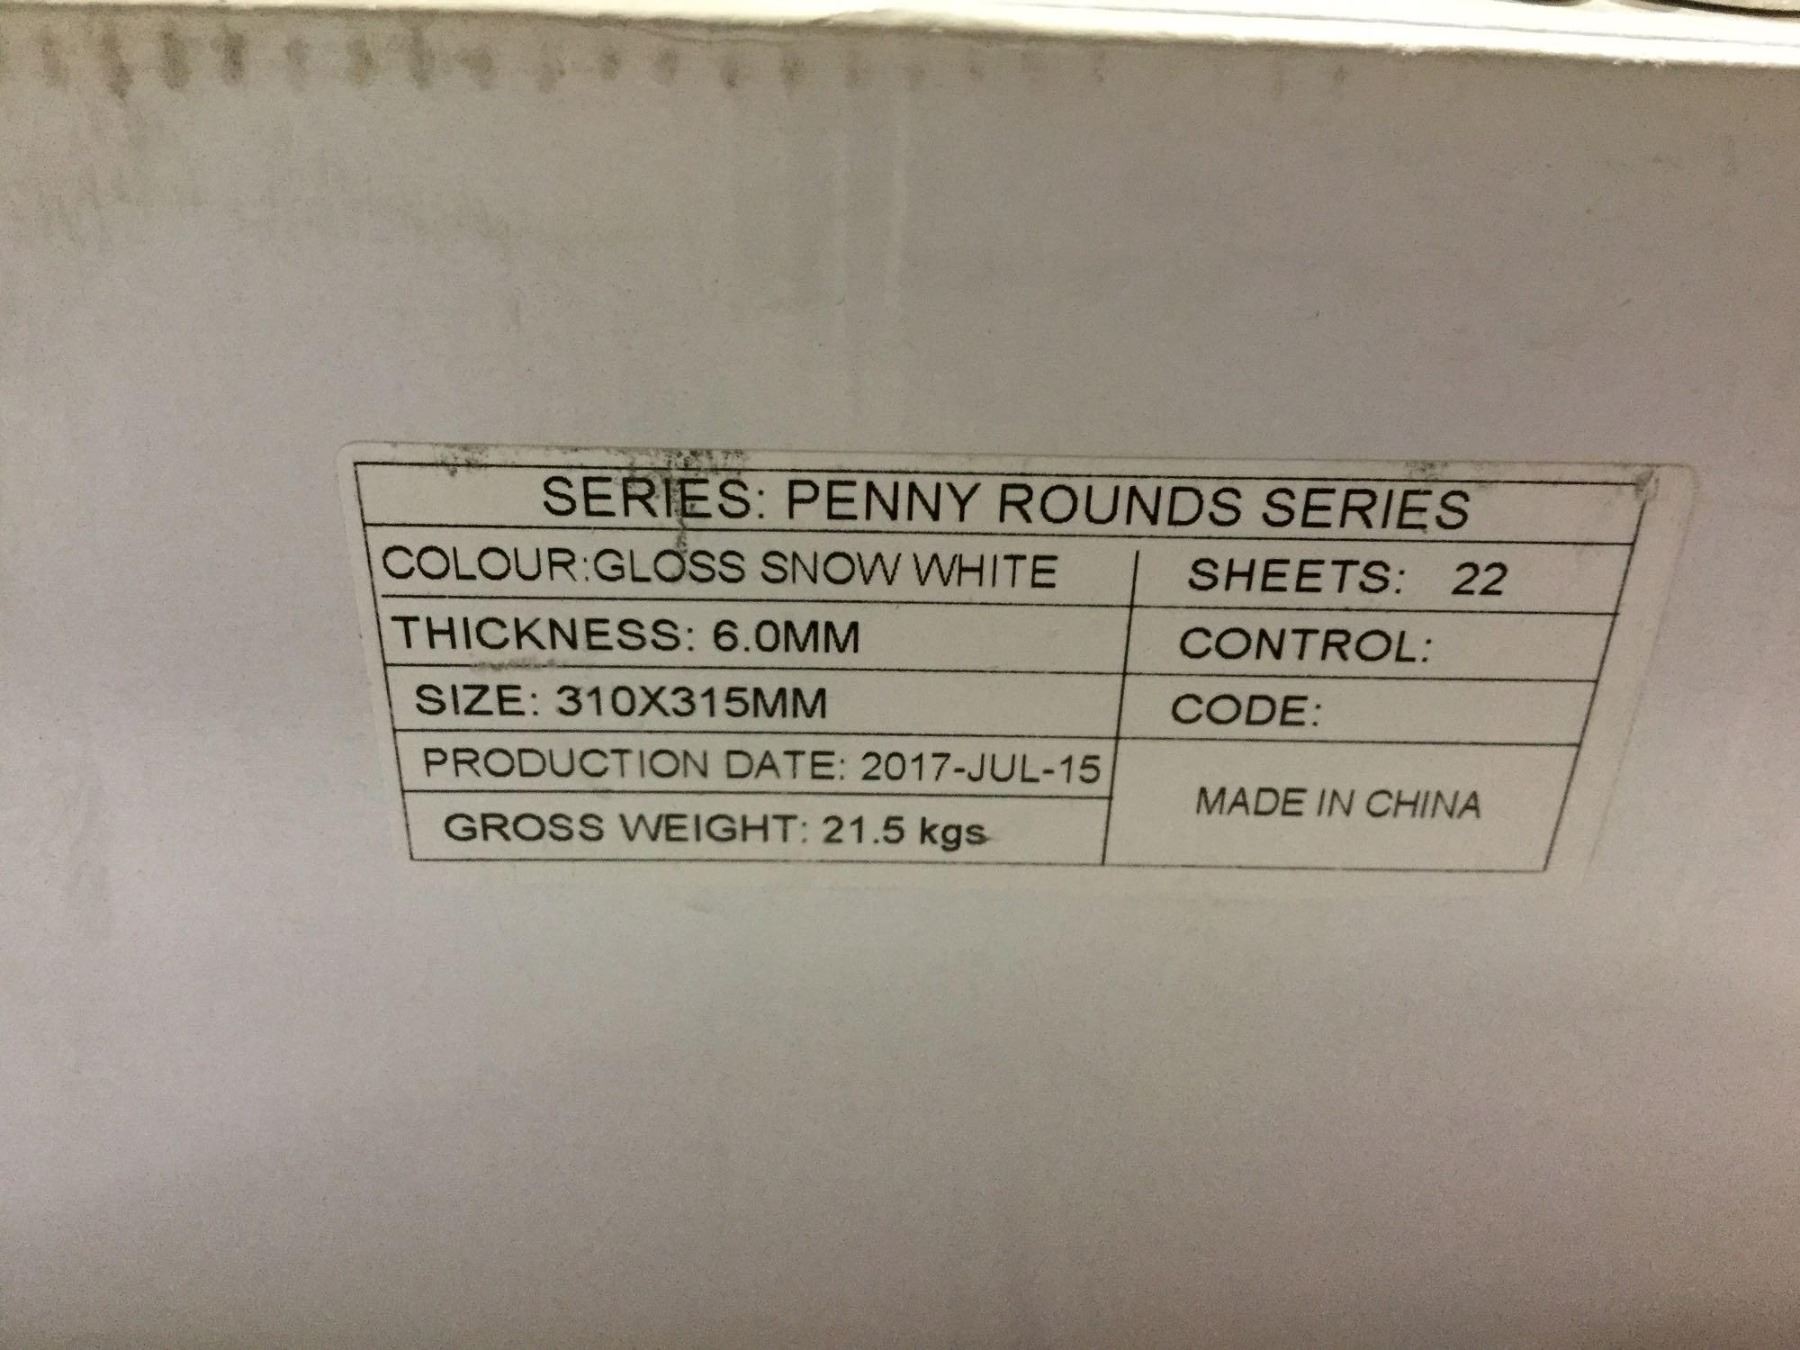 SERIES: PENNY ROUNDS SERIES
COLOUR:GLOSS SNOW WHITE
SHEETS: 22
THICKNESS: 6.0MM
CONTROL:
SIZE: 310X315MM
CODE:
PRODUCTION DATE: 2017-JUL-15
MADE IN CHINA
GROSS WEIGHT: 21.5 kgs